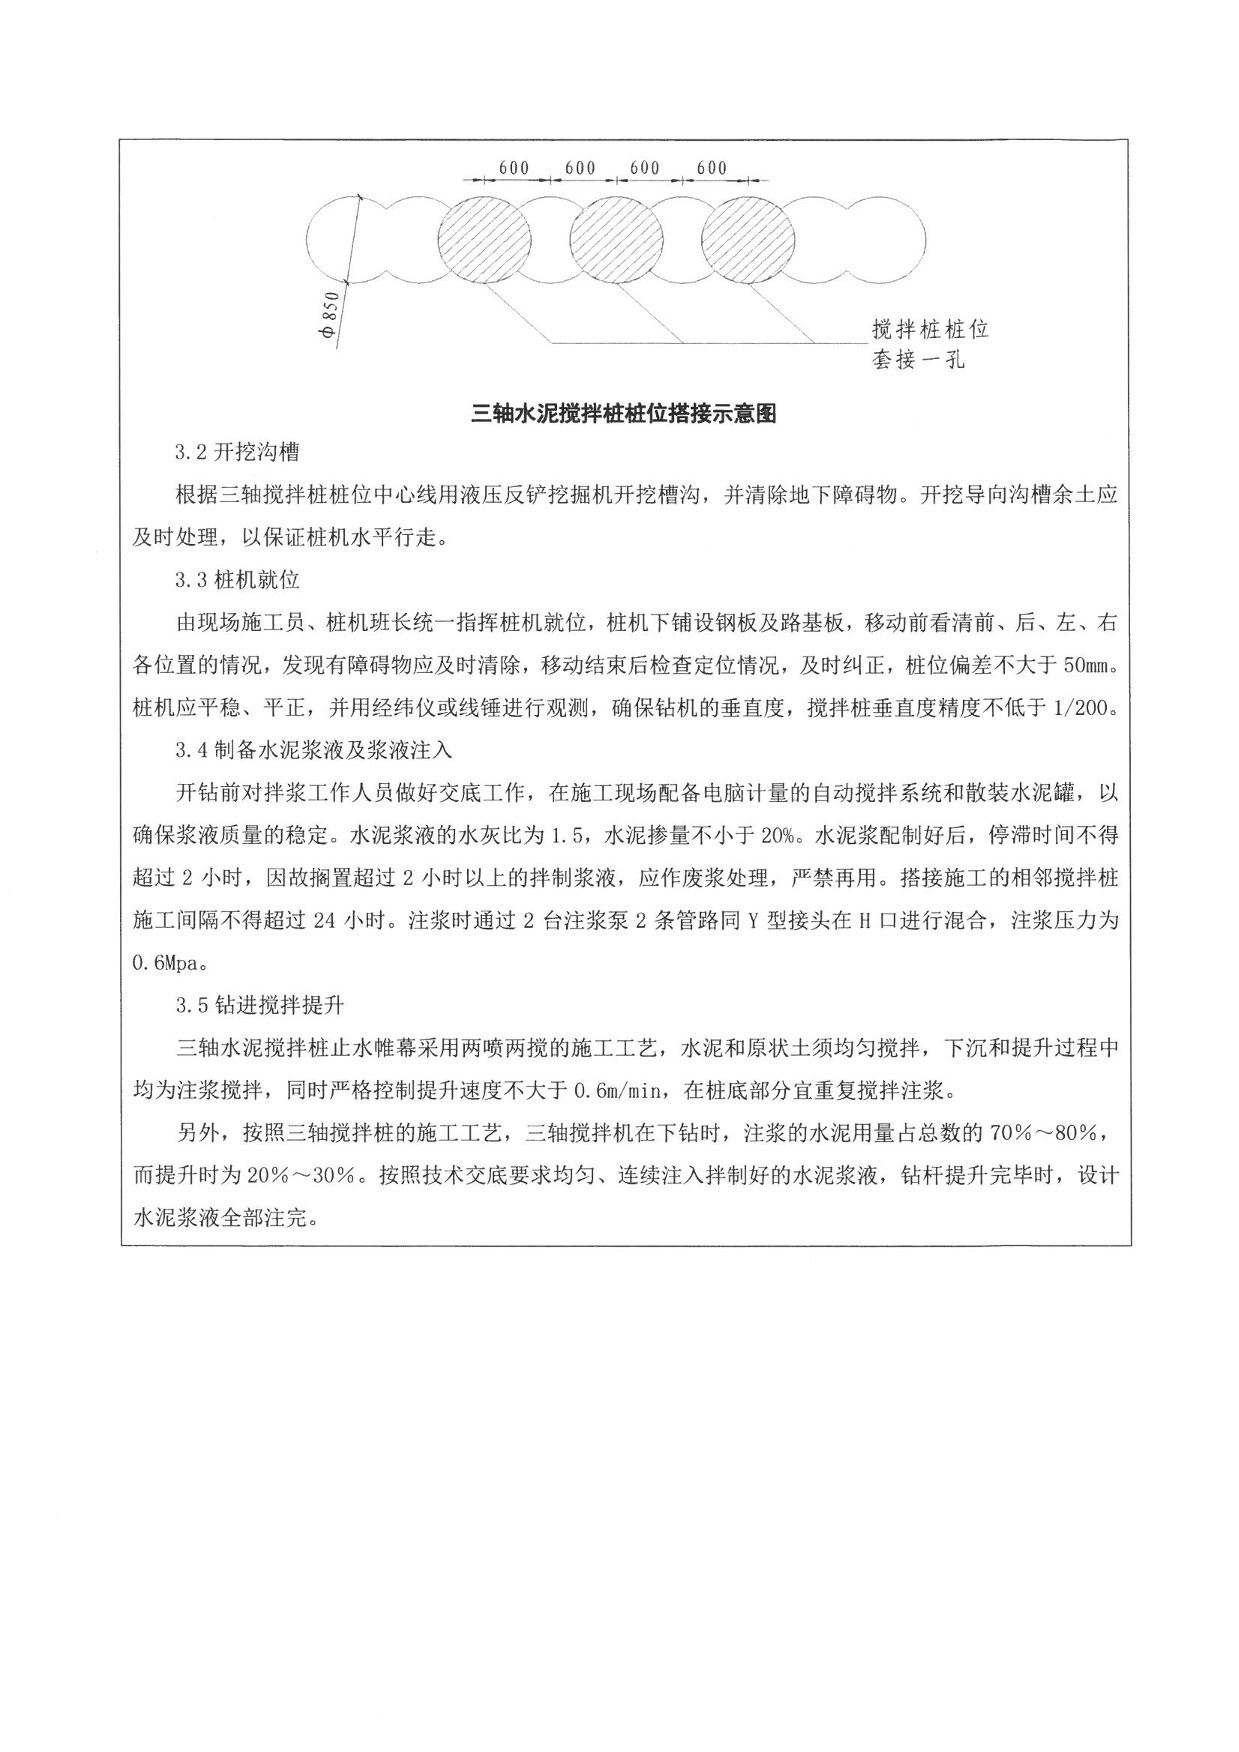 600 600 600 600
ф850
搅拌桩桩位
套接一孔
三轴水泥搅拌桩桩位搭接示意图
3.2 开挖沟槽
根据三轴搅拌桩桩位中心线用液压反铲挖掘机开挖槽沟，并清除地下障碍物。开挖导向沟槽余土应
及时处理，以保证桩机水平行走。
3.3 桩机就位
由现场施工员、桩机班长统一指挥桩机就位，桩机下铺设钢板及路基板，移动前看清前、后、左、右
各位置的情况，发现有障碍物应及时清除，移动结束后检查定位情况，及时纠正，桩位偏差不大于 50mm。
桩机应平稳、平正，并用经纬仪或线锤进行观测，确保钻机的垂直度，搅拌桩垂直度精度不低于 1/200。
3.4 制备水泥浆液及浆液注入
开钻前对拌浆工作人员做好交底工作，在施工现场配备电脑计量的自动搅拌系统和散装水泥罐，以
确保浆液质量的稳定。水泥浆液的水灰比为 1.5，水泥掺量不小于 20%。水泥浆配制好后，停滞时间不得
超过 2 小时，因故搁置超过 2 小时以上的拌制浆液，应作废浆处理，严禁再用。搭接施工的相邻搅拌桩
施工间隔不得超过 24 小时。注浆时通过 2 台注浆泵 2 条管路同 Y 型接头在 H 口进行混合，注浆压力为
0.6Mpa。
3.5 钻进搅拌提升
三轴水泥搅拌桩止水帷幕采用两喷两搅的施工工艺，水泥和原状土须均匀搅拌，下沉和提升过程中
均为注浆搅拌，同时严格控制提升速度不大于 0.6m/min，在桩底部分宜重复搅拌注浆。
另外，按照三轴搅拌桩的施工工艺，三轴搅拌机在下钻时，注浆的水泥用量占总数的 70％～80％，
而提升时为 20％～30％。按照技术交底要求均匀、连续注入拌制好的水泥浆液，钻杆提升完毕时，设计
水泥浆液全部注完。